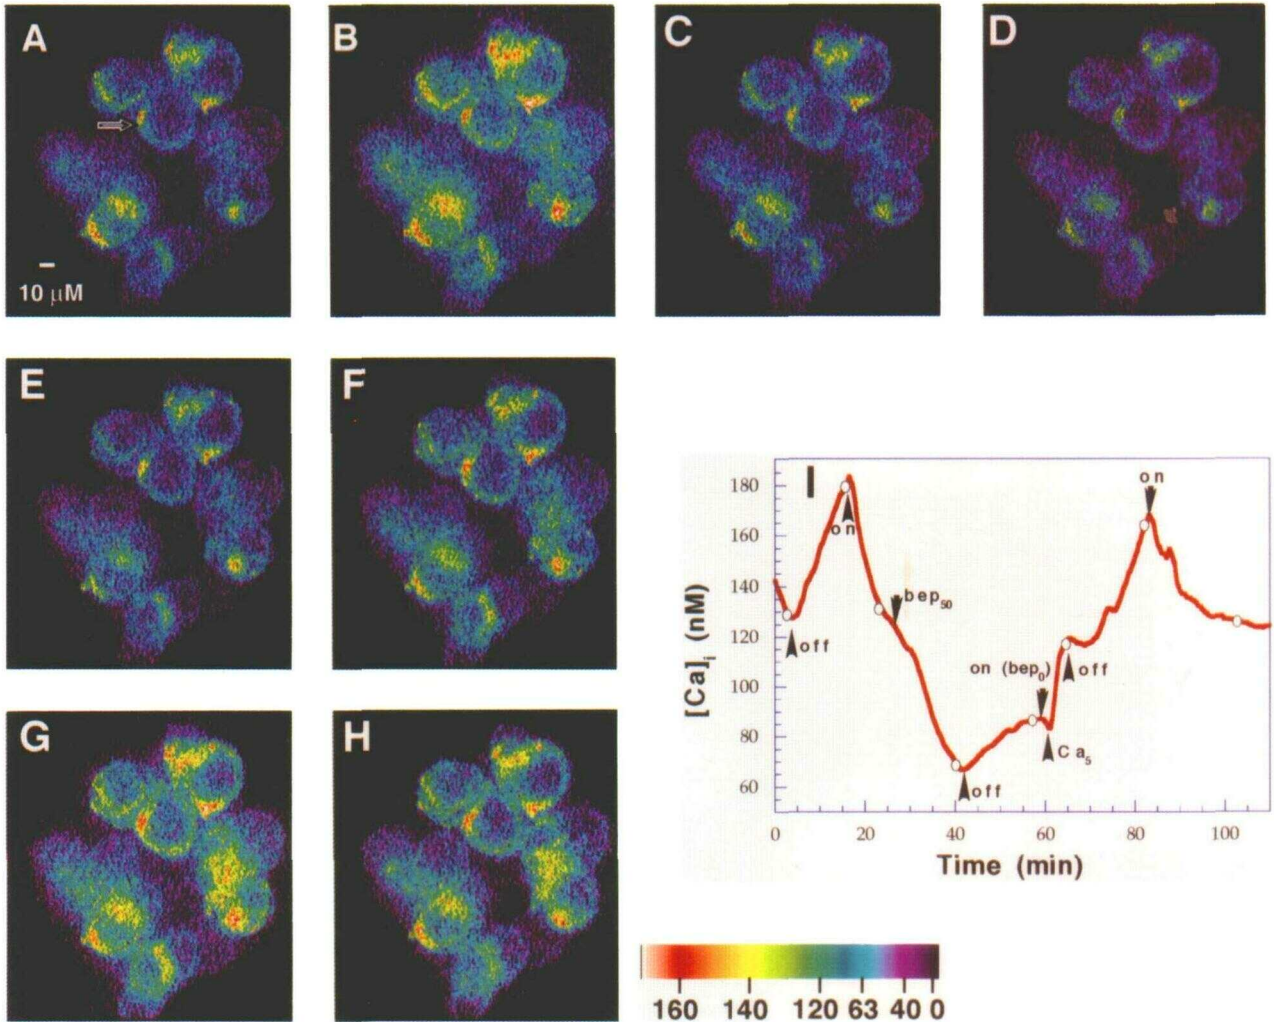 A
B
C
D
10 μM
E
F
G
H
I
[Ca]i (nM)
180
160
140
120
100
80
60
on
off
bep₅₀
on (bep₀)
off
Ca₅
off
on
0 20 40 60 80 100
Time (min)
160 140 120 63 40 0